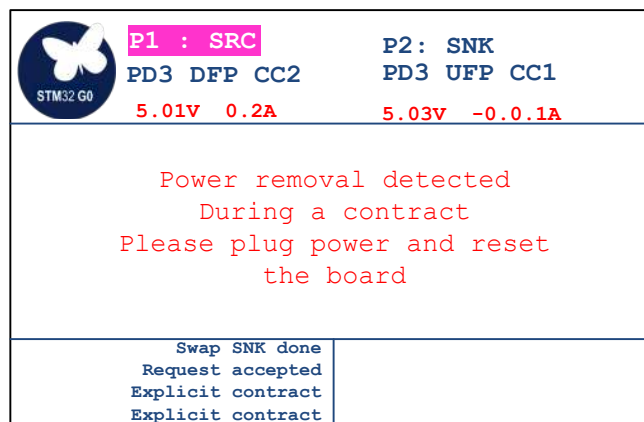 P1 : SRC
PD3 DFP CC2
5.01V 0.2A
P2: SNK
PD3 UFP CC1
5.03V -0.0.1A
STM32 G0
Power removal detected
During a contract
Please plug power and reset
the board
Swap SNK done
Request accepted
Explicit contract
Explicit contract